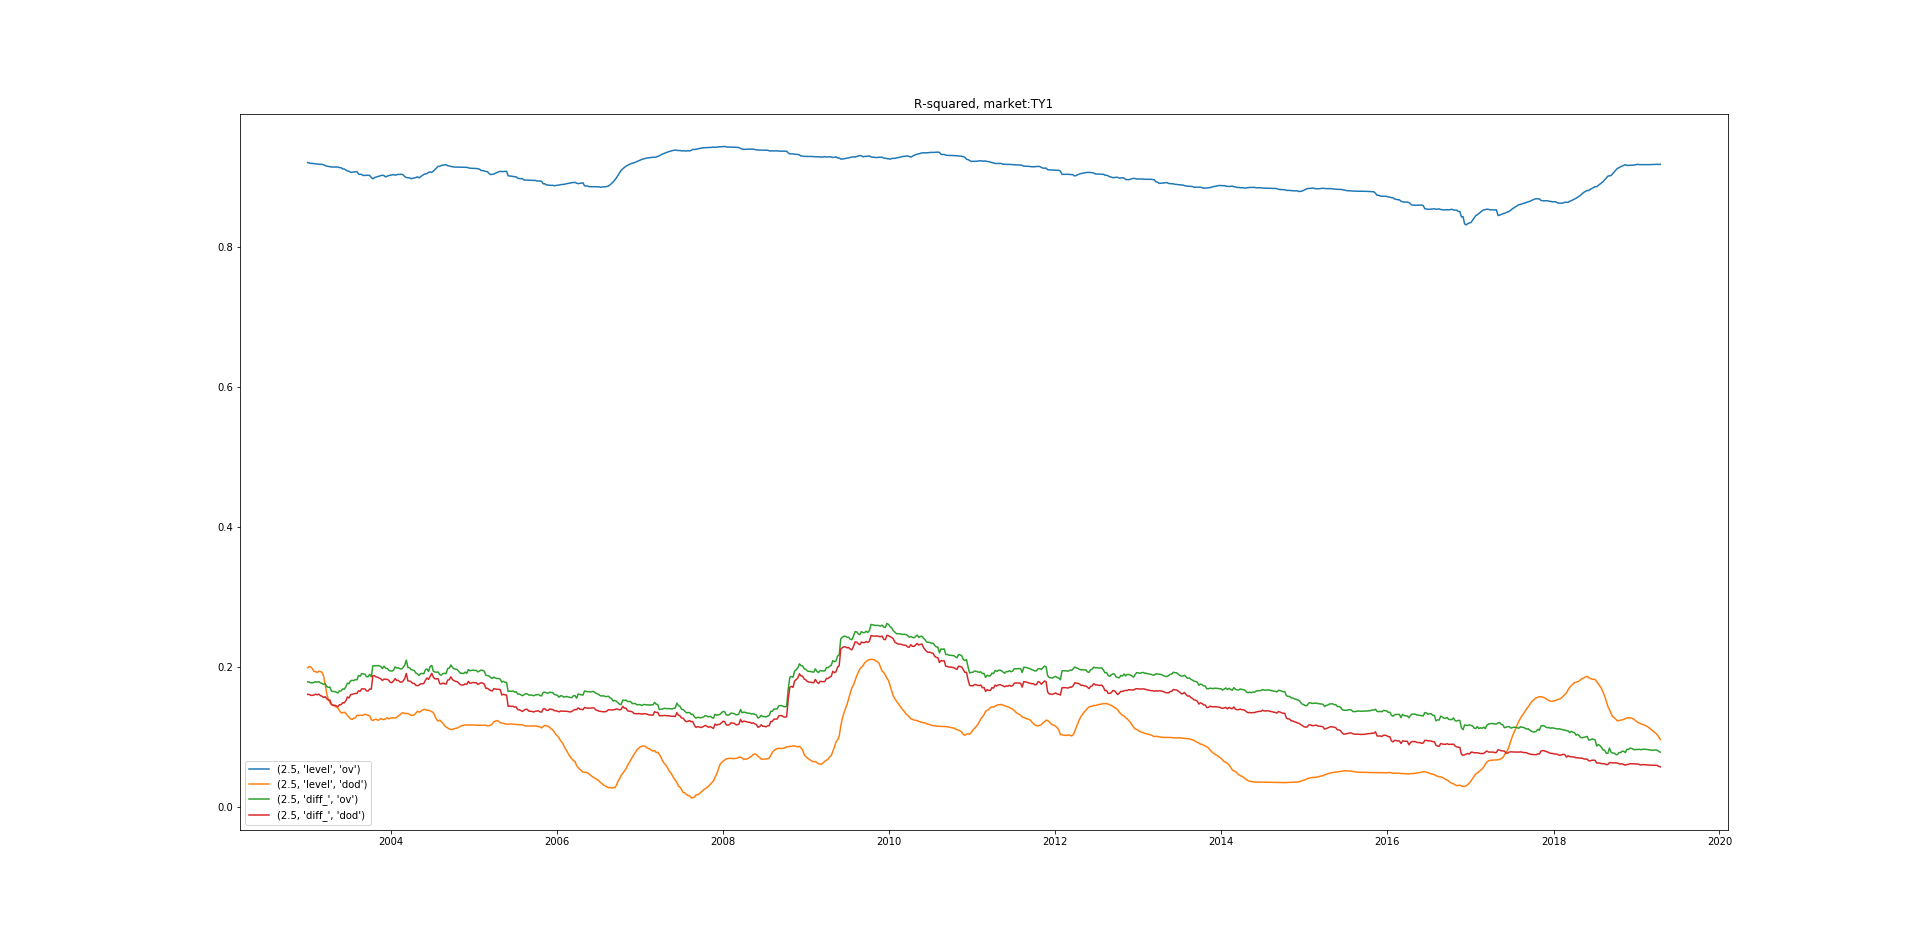 R-squared, market:TY1
0.8
0.6
0.4
0.2
0.0
(2.5, 'level', 'ov')
(2.5, 'level', 'dod')
(2.5, 'diff_', 'ov')
(2.5, 'diff_', 'dod')
2004 2006 2008 2010 2012 2014 2016 2018 2020